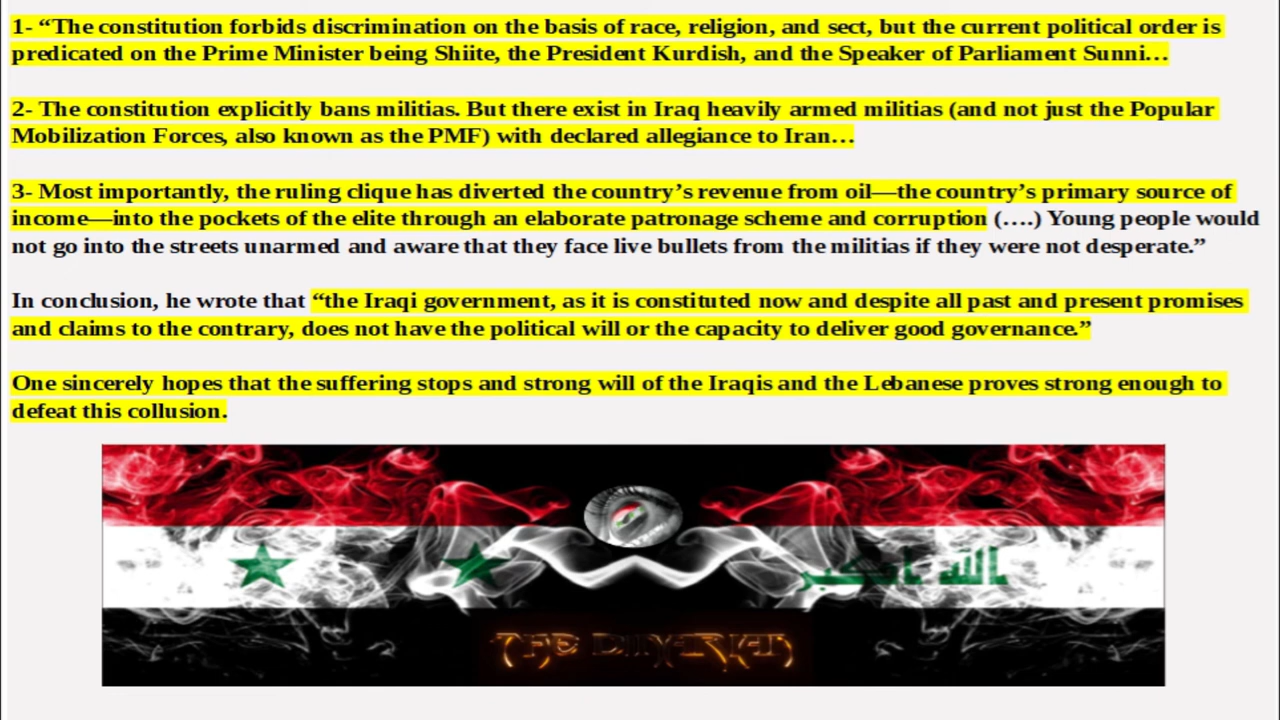 1- “The constitution forbids discrimination on the basis of race, religion, and sect, but the current political order is
predicated on the Prime Minister being Shiite, the President Kurdish, and the Speaker of Parliament Sunni…
2- The constitution explicitly bans militias. But there exist in Iraq heavily armed militias (and not just the Popular
Mobilization Forces, also known as the PMF) with declared allegiance to Iran…
3- Most importantly, the ruling clique has diverted the country’s revenue from oil—the country’s primary source of
income—into the pockets of the elite through an elaborate patronage scheme and corruption (….) Young people would
not go into the streets unarmed and aware that they face live bullets from the militias if they were not desperate.”
In conclusion, he wrote that “the Iraqi government, as it is constituted now and despite all past and present promises
and claims to the contrary, does not have the political will or the capacity to deliver good governance.”
One sincerely hopes that the suffering stops and strong will of the Iraqis and the Lebanese proves strong enough to
defeat this collusion.
الله اكبر
THE DINARIAN